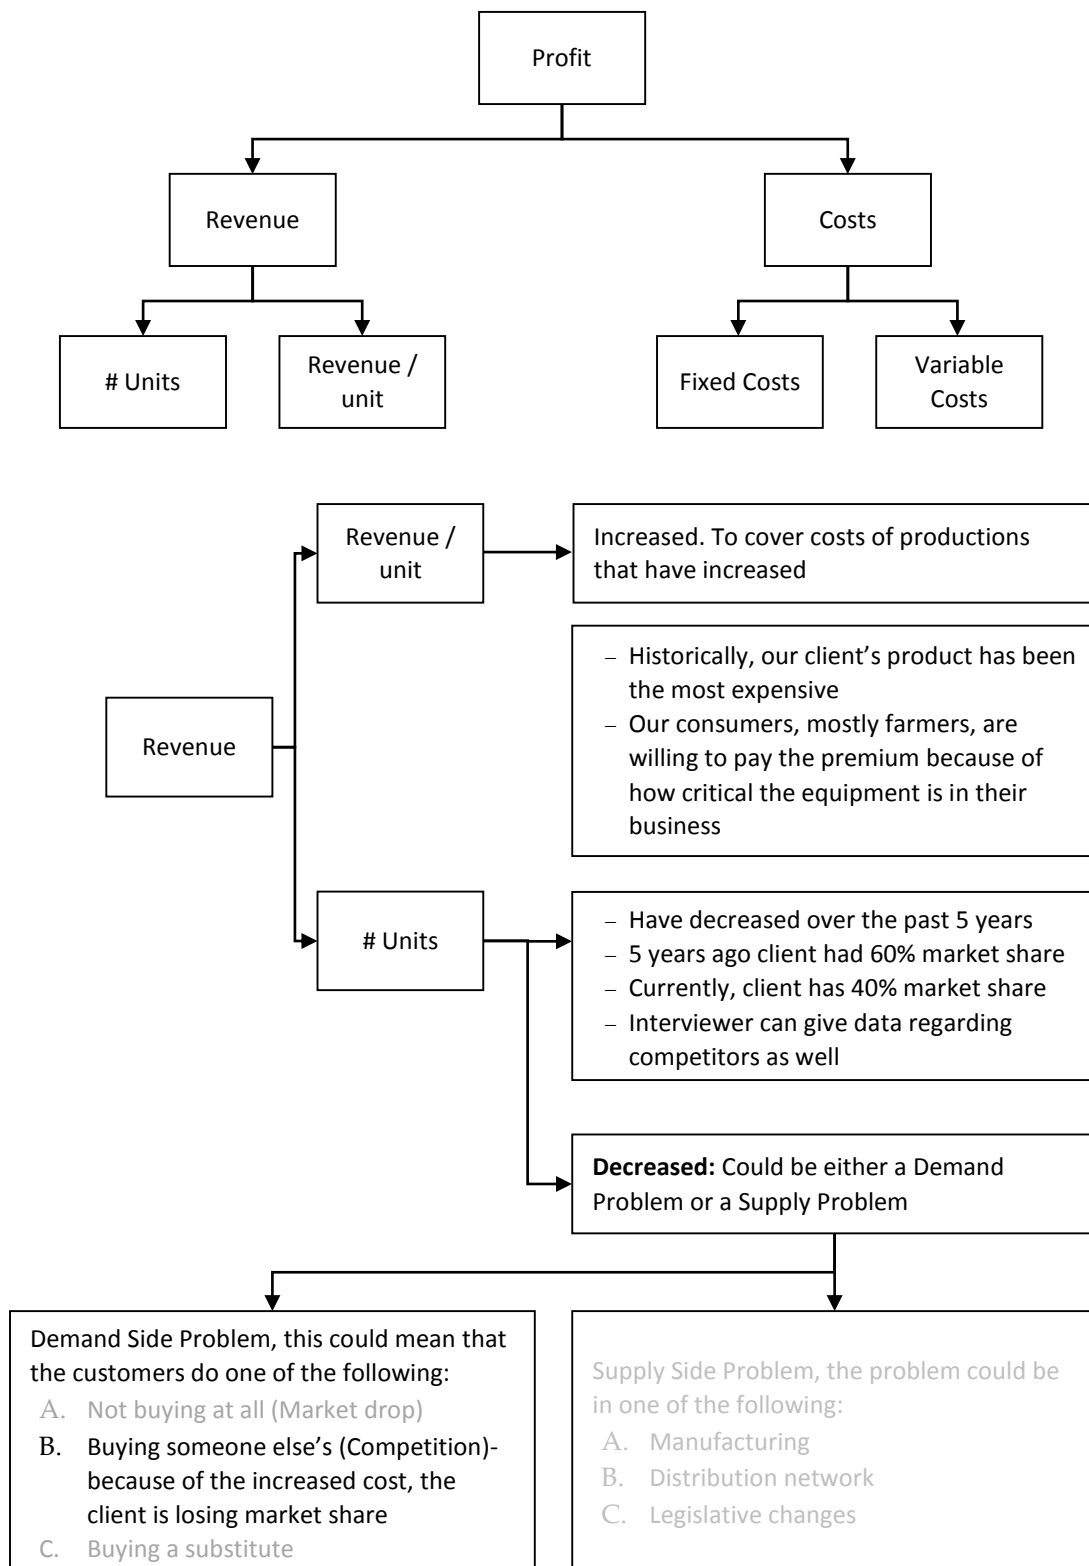 Profit
Revenue
Costs
# Units
Revenue /
unit
Fixed Costs
Variable
Costs
Revenue /
unit
Increased. To cover costs of productions
that have increased
– Historically, our client's product has been
the most expensive
– Our consumers, mostly farmers, are
willing to pay the premium because of
how critical the equipment is in their
business
Revenue
# Units
– Have decreased over the past 5 years
– 5 years ago client had 60% market share
– Currently, client has 40% market share
– Interviewer can give data regarding
competitors as well
Decreased: Could be either a Demand
Problem or a Supply Problem
Demand Side Problem, this could mean that
the customers do one of the following:
A. Not buying at all (Market drop)
B. Buying someone else's (Competition)-
because of the increased cost, the
client is losing market share
C. Buying a substitute
Supply Side Problem, the problem could be
in one of the following:
A. Manufacturing
B. Distribution network
C. Legislative changes